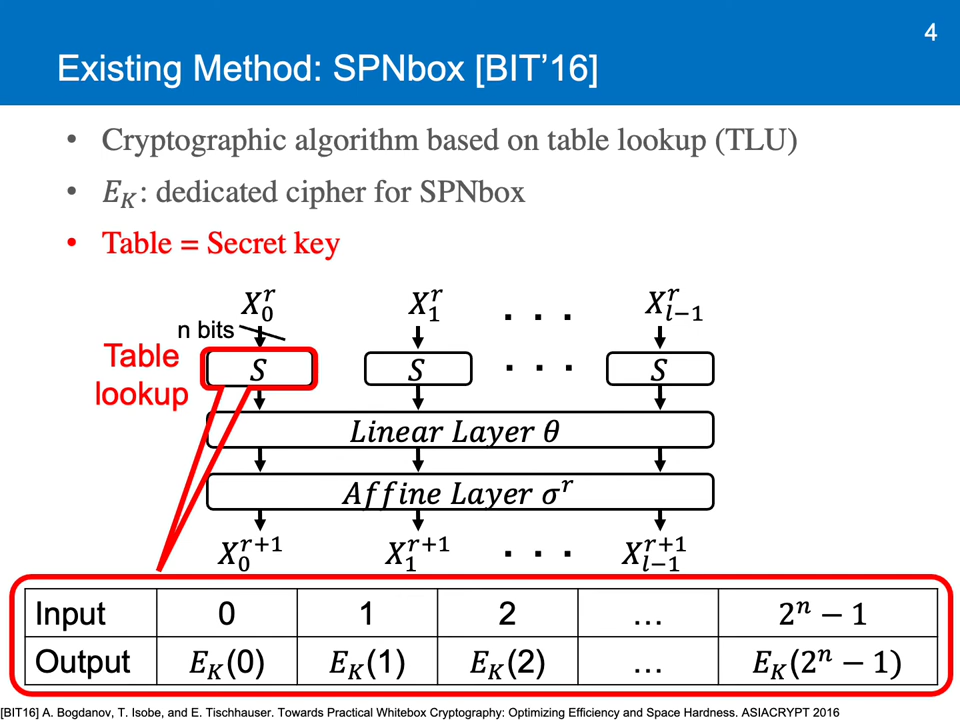 4
Existing Method: SPNbox [BIT’16]
• Cryptographic algorithm based on table lookup (TLU)
• E_K: dedicated cipher for SPNbox
• Table = Secret key
X_0^r X_1^r . . . X_{l−1}^r
n bits
Table lookup
S S . . . S
Linear Layer θ
Affine Layer σ^r
X_0^{r+1} X_1^{r+1} . . . X_{l−1}^{r+1}
Input 0 1 2 … 2^n − 1
Output E_K(0) E_K(1) E_K(2) … E_K(2^n − 1)
[BIT16] A. Bogdanov, T. Isobe, and E. Tischhauser. Towards Practical Whitebox Cryptography: Optimizing Efficiency and Space Hardness. ASIACRYPT 2016